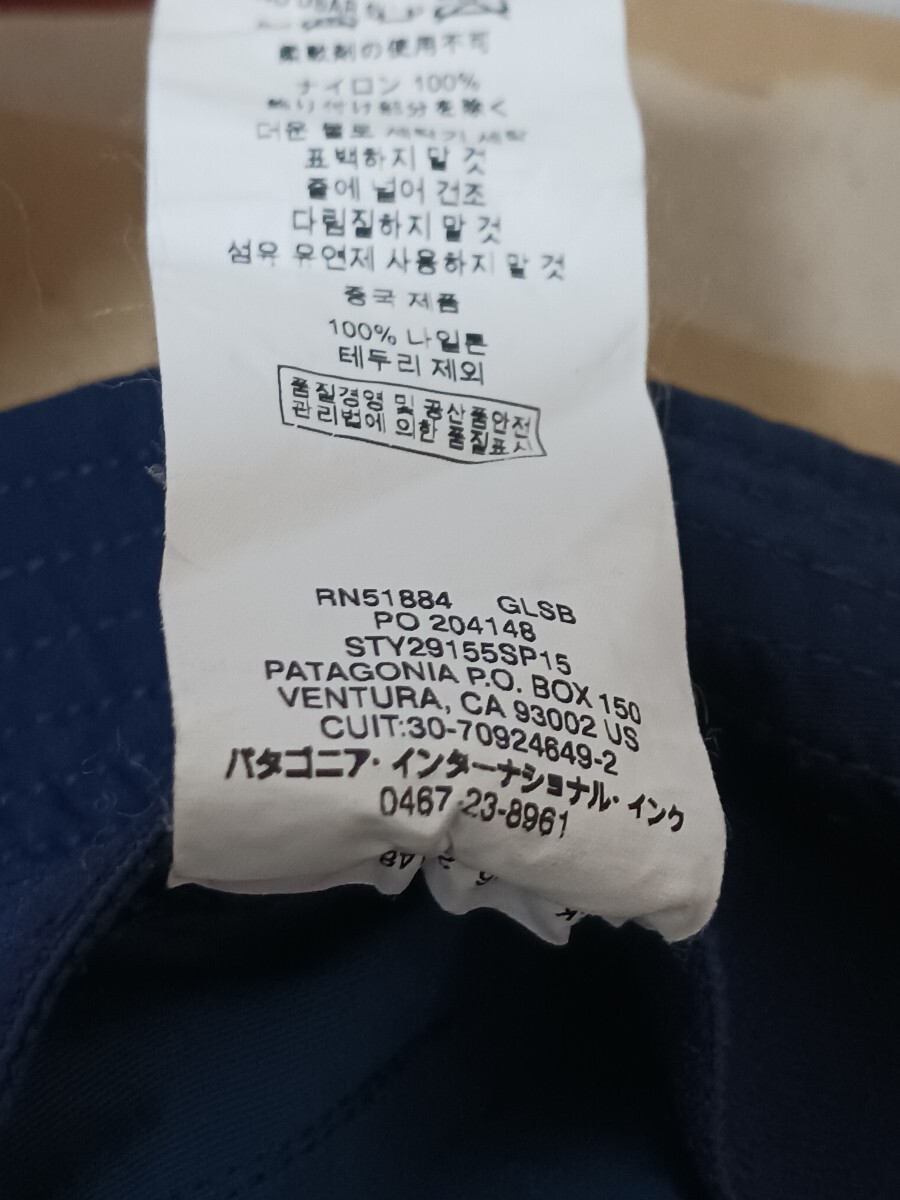 柔軟剤の使用不可
ナイロン 100%
飾り付け部分を除く
더운 물로 세탁기 세탁
표백하지 말 것
줄에 널어 건조
다림질하지 말 것
섬유 유연제 사용하지 말 것
중국 제품
100% 나일론
테두리 제외
품질경영 및 공산품안전
관리법에 의한 품질표시
RN51884 GLSB
PO 204148
STY29155SP15
PATAGONIA P.O. BOX 150
VENTURA, CA 93002 US
CUIT:30-70924649-2
パタゴニア・インターナショナル・インク
0467-23-8961